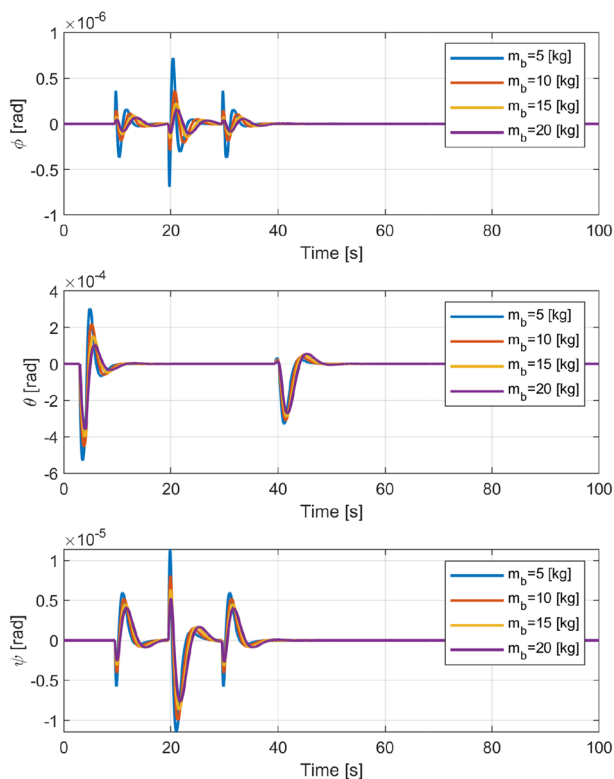 ×10⁻⁶
1
0.5
0
-0.5
-1
ϕ [rad]
m_b=5 [kg]
m_b=10 [kg]
m_b=15 [kg]
m_b=20 [kg]
0 20 40 60 80 100
Time [s]
×10⁻⁴
4
2
0
-2
-4
-6
θ [rad]
m_b=5 [kg]
m_b=10 [kg]
m_b=15 [kg]
m_b=20 [kg]
0 20 40 60 80 100
Time [s]
×10⁻⁵
1
0.5
0
-0.5
-1
ψ [rad]
m_b=5 [kg]
m_b=10 [kg]
m_b=15 [kg]
m_b=20 [kg]
0 20 40 60 80 100
Time [s]